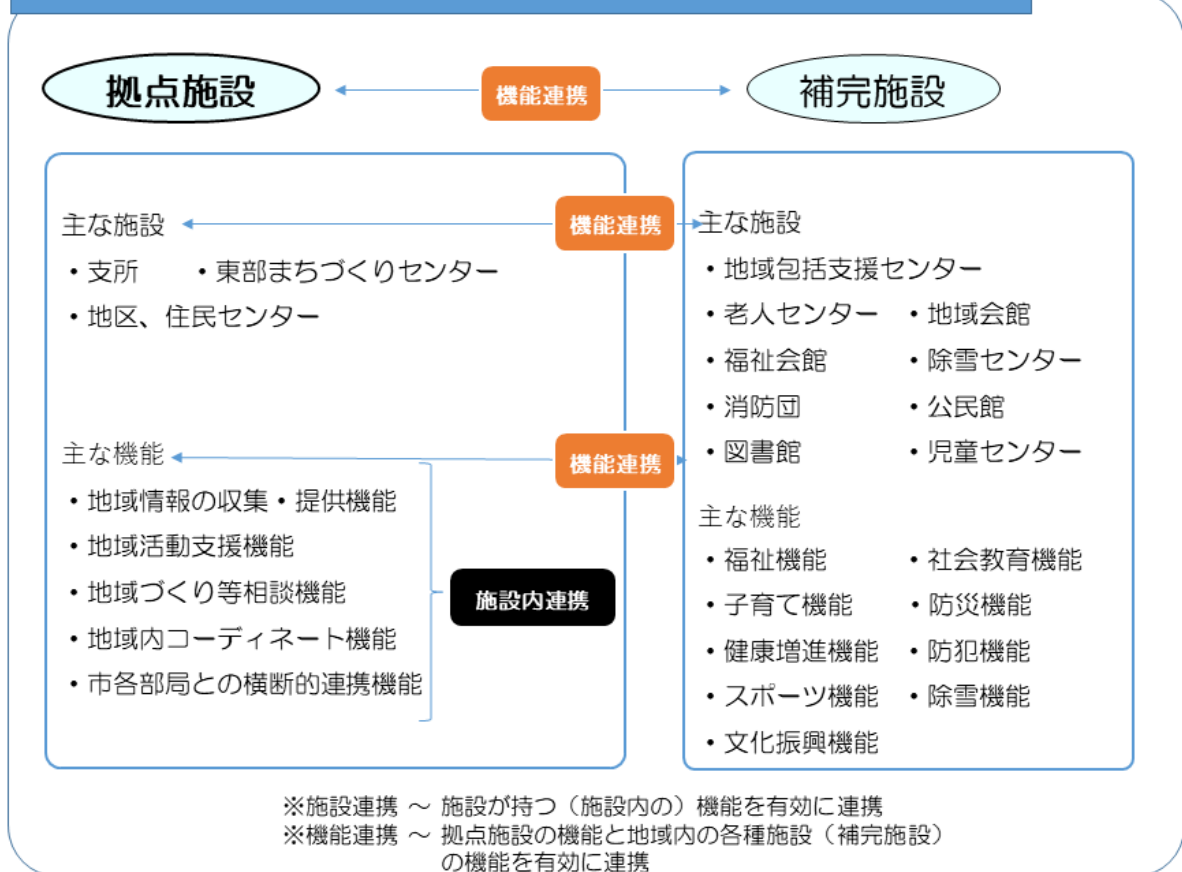 拠点施設
機能連携
補完施設
主な施設
・支所 ・東部まちづくりセンター
・地区、住民センター
機能連携
主な機能
・地域情報の収集・提供機能
・地域活動支援機能
・地域づくり等相談機能
・地域内コーディネート機能
・市各部局との横断的連携機能
施設内連携
機能連携
主な施設
・地域包括支援センター
・老人センター ・地域会館
・福祉会館 ・除雪センター
・消防団 ・公民館
・図書館 ・児童センター
主な機能
・福祉機能 ・社会教育機能
・子育て機能 ・防災機能
・健康増進機能 ・防犯機能
・スポーツ機能 ・除雪機能
・文化振興機能
※施設連携 ～ 施設が持つ（施設内の）機能を有効に連携
※機能連携 ～ 拠点施設の機能と地域内の各種施設（補完施設）
の機能を有効に連携